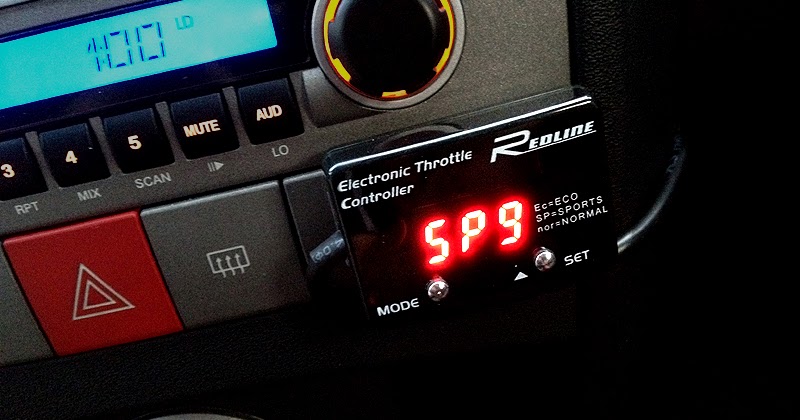 1:00 LD
3 4 5 MUTE AUD
RPT MIX SCAN LO
Electronic Throttle
Controller
REDLINE
SP9
Ec=ECO
SP=SPORTS
nor=NORMAL
MODE SET